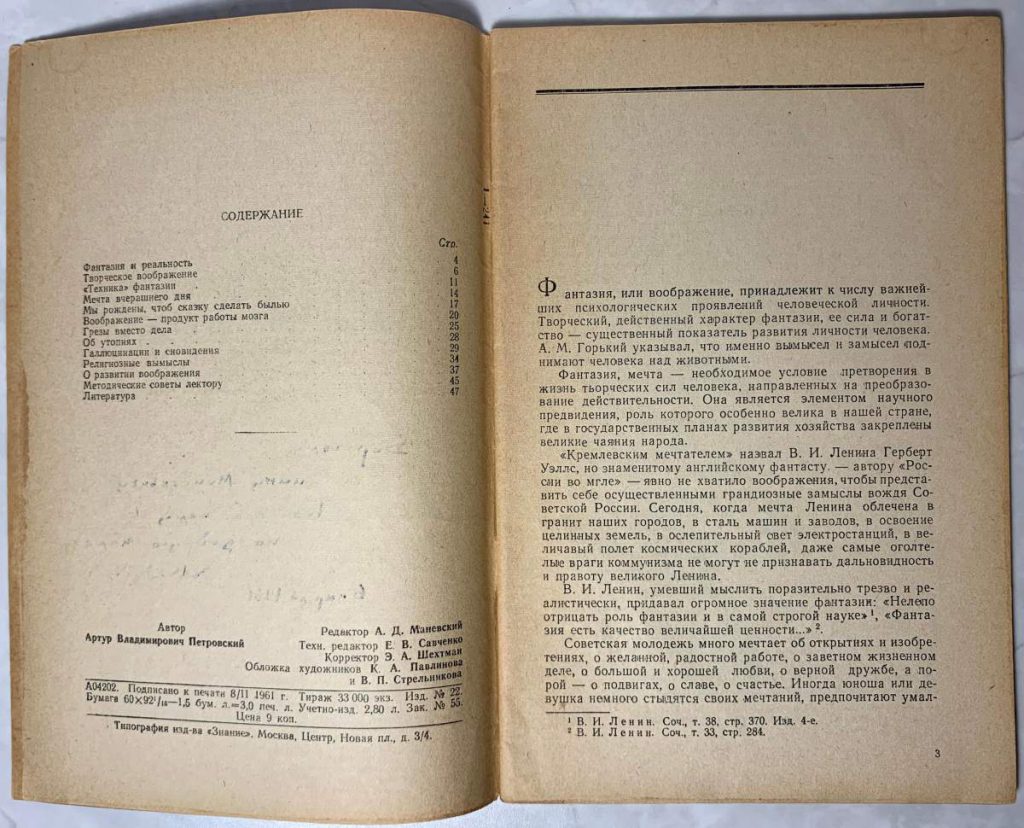 СОДЕРЖАНИЕ
Стр.
Фантазия и реальность 4
Творческое воображение 6
«Техника» фантазии . 11
Мечта вчерашнего дня 14
Мы рождены, чтоб сказку сделать былью 17
Воображение — продукт работы мозга 20
Грезы вместо дела . 25
Об утопиях . . . 28
Галлюцинации и сновидения 29
Религиозные вымыслы 34
О развитии воображения 37
Методические советы лектору 45
Литература 47
Автор
Артур Владимирович Петровский
Редактор А. Д. Маневский
Техн. редактор Е. В. Савченко
Корректор Э. А. Шехтман
Обложка художников К. А. Павлинова
и В. П. Стрельникова
А04202. Подписано к печати 8/II 1961 г. Тираж 33 000 экз. Изд. № 22.
Бумага 60×92¹/₁₆—1,5 бум. л.=3,0 печ. л. Учетно-изд. 2,80 л. Зак. № 55.
Цена 9 коп.
Типография изд-ва «Знание». Москва, Центр, Новая пл., д. 3/4.
Фантазия, или воображение, принадлежит к числу важней-
ших психологических проявлений человеческой личности.
Творческий, действенный характер фантазии, ее сила и богат-
ство — существенный показатель развития личности человека.
А. М. Горький указывал, что именно вымысел и замысел под-
нимают человека над животными.
Фантазия, мечта — необходимое условие претворения в
жизнь творческих сил человека, направленных на преобразо-
вание действительности. Она является элементом научного
предвидения, роль которого особенно велика в нашей стране,
где в государственных планах развития хозяйства закреплены
великие чаяния народа.
«Кремлевским мечтателем» назвал В. И. Ленина Герберт
Уэллс, но знаменитому английскому фантасту. — автору «Рос-
сии во мгле» — явно не хватило воображения, чтобы предста-
вить себе осуществленными грандиозные замыслы вождя Со-
ветской России. Сегодня, когда мечта Ленина облечена в
гранит наших городов, в сталь машин и заводов, в освоение
целинных земель, в ослепительный свет электростанций, в ве-
личавый полет космических кораблей, даже самые оголте-
лые враги коммунизма не могут не признавать дальновидность
и правоту великого Ленина.
В. И. Ленин, умевший мыслить поразительно трезво и ре-
алистически, придавал огромное значение фантазии: «Нелепо
отрицать роль фантазии и в самой строгой науке» ¹, «Фанта-
зия есть качество величайшей ценности...» ².
Советская молодежь много мечтает об открытиях и изобре-
тениях, о желанной, радостной работе, о заветном жизненном
деле, о большой и хорошей любви, о верной дружбе, а по-
рой — о подвигах, о славе, о счастье. Иногда юноша или де-
вушка немного стыдятся своих мечтаний, предпочитают умал-
¹ В. И. Ленин. Соч., т. 38, стр. 370. Изд. 4-е.
² В. И. Ленин. Соч., т. 33, стр. 284.
3